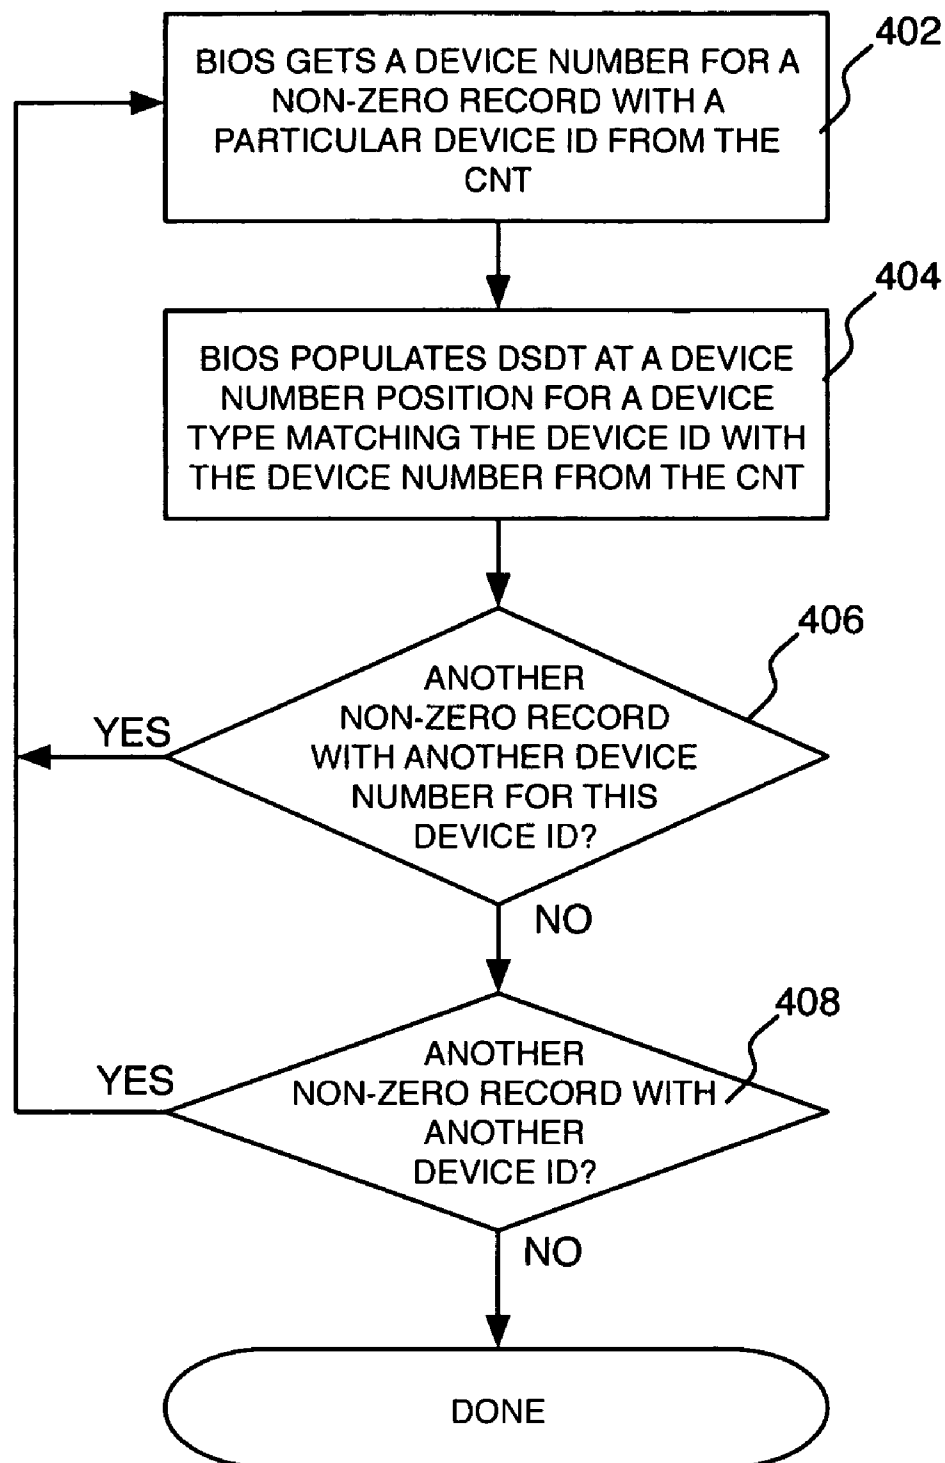 402
BIOS GETS A DEVICE NUMBER FOR A
NON-ZERO RECORD WITH A
PARTICULAR DEVICE ID FROM THE
CNT
404
BIOS POPULATES DSDT AT A DEVICE
NUMBER POSITION FOR A DEVICE
TYPE MATCHING THE DEVICE ID WITH
THE DEVICE NUMBER FROM THE CNT
406
ANOTHER
NON-ZERO RECORD
WITH ANOTHER DEVICE
NUMBER FOR THIS
DEVICE ID?
YES
NO
408
ANOTHER
NON-ZERO RECORD WITH
ANOTHER
DEVICE ID?
YES
NO
DONE